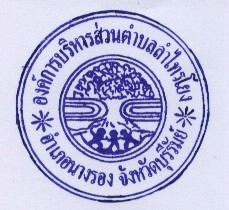 องค์การบริหารส่วนตำบลลำไทรโยง
อำเภอนางรอง จังหวัดบุรีรัมย์